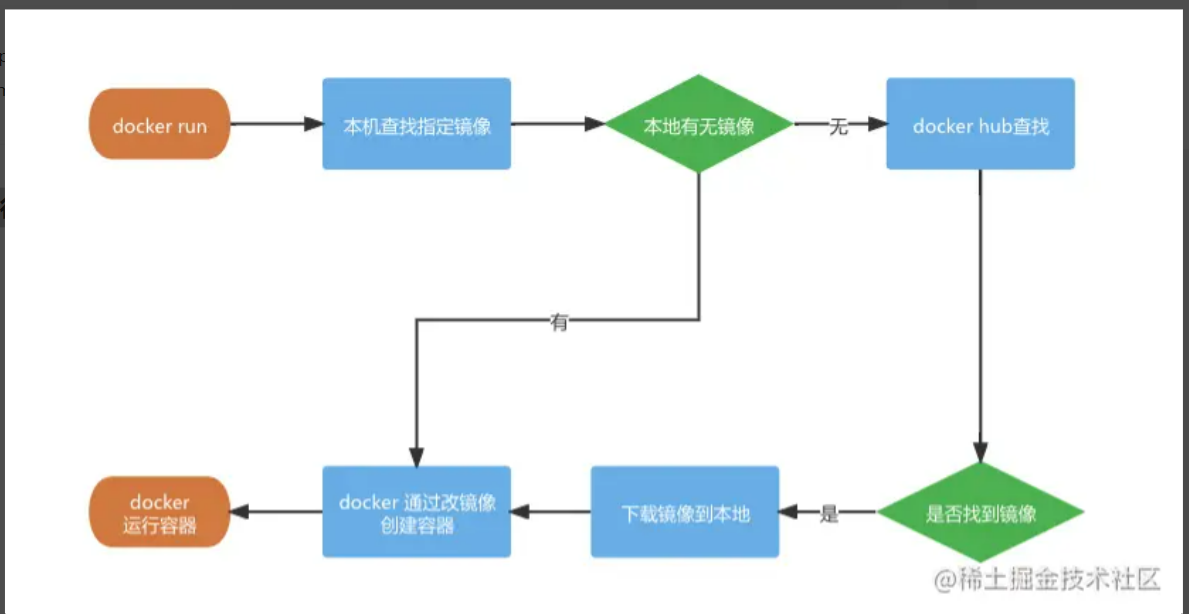 docker run
本机查找指定镜像
本地有无镜像
无
docker hub查找
有
docker
运行容器
docker 通过改镜像
创建容器
下载镜像到本地
是
是否找到镜像
@稀土掘金技术社区